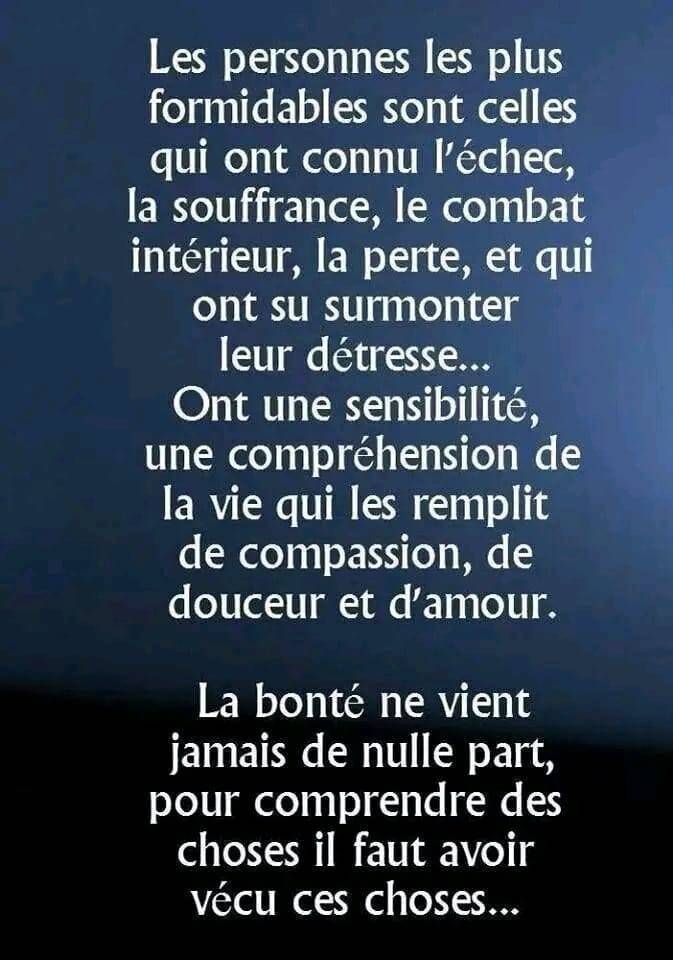 Les personnes les plus
formidables sont celles
qui ont connu l'échec,
la souffrance, le combat
intérieur, la perte, et qui
ont su surmonter
leur détresse...
Ont une sensibilité,
une compréhension de
la vie qui les remplit
de compassion, de
douceur et d'amour.
La bonté ne vient
jamais de nulle part,
pour comprendre des
choses il faut avoir
vécu ces choses...